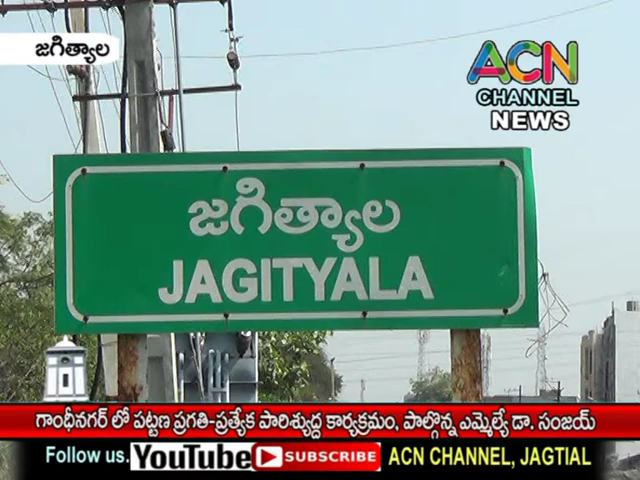 జగిత్యాల
ACN
CHANNEL
NEWS
జగిత్యాల
JAGITYALA
గాంధీనగర్ లో పట్టణ ప్రగతి-ప్రత్యేక పారిశుద్ద కార్యక్రమం, పాల్గొన్న ఎమ్మెల్యే డా. సంజయ్
Follow us. YouTube SUBSCRIBE ACN CHANNEL, JAGTIAL